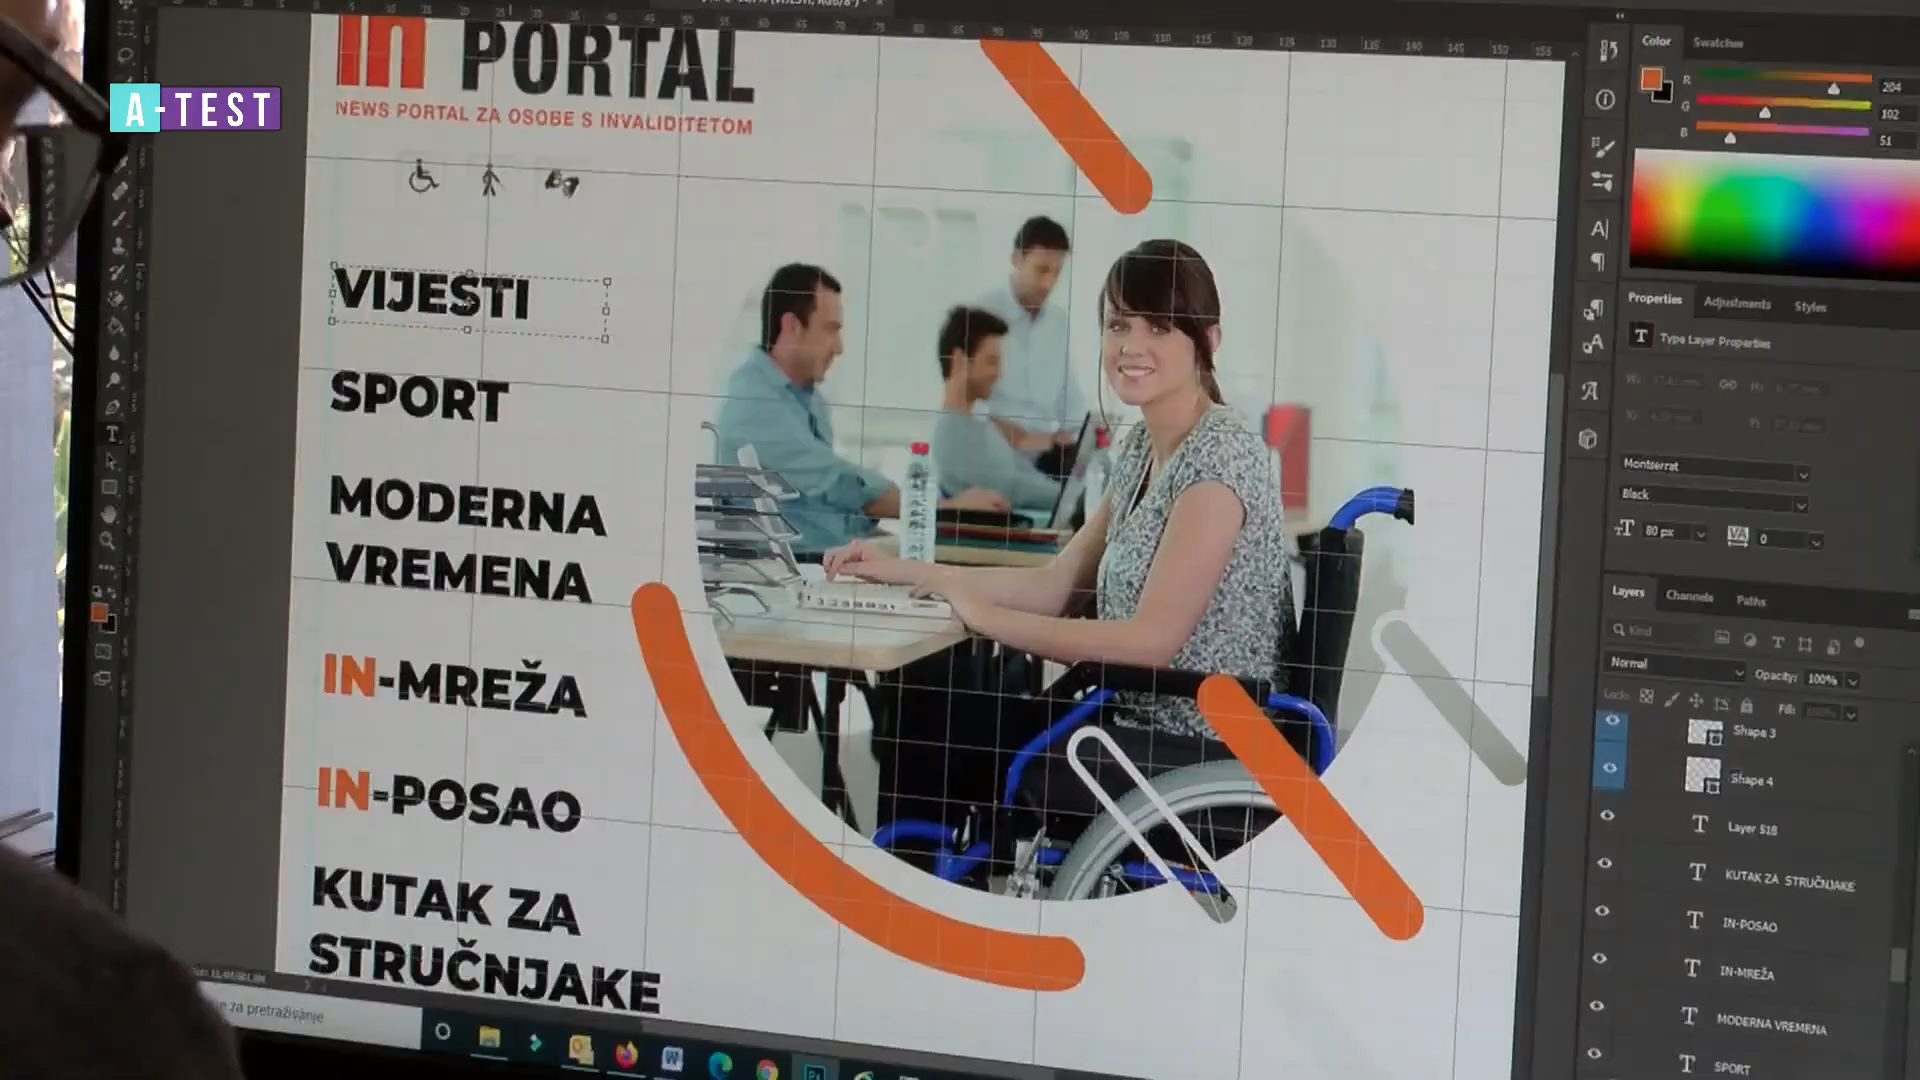 A-TEST
IN PORTAL
NEWS PORTAL ZA OSOBE S INVALIDITETOM
VIJESTI
SPORT
MODERNA
VREMENA
IN-MREŽA
IN-POSAO
KUTAK ZA
STRUČNJAKE
za pretraživanje
Color
Swatches
R
204
G
102
B
51
Properties
Adjustments
Styles
Type Layer Properties
Montserrat
Black
80 px
0
Layers
Channels
Paths
Kind
Normal
Opacity: 100%
Lock:
Fill:
Shape 3
Shape 4
Layer 518
KUTAK ZA STRUČNJAKE
IN-POSAO
IN-MREŽA
MODERNA VREMENA
SPORT